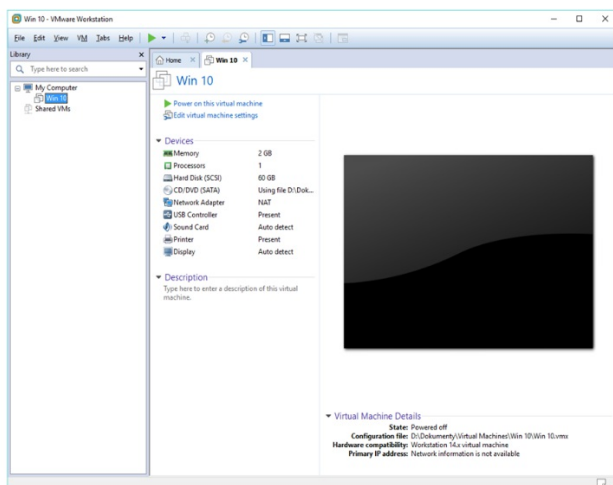 Win 10 - VMware Workstation
File Edit View VM Tabs Help
Library
Type here to search
My Computer
Win 10
Shared VMs
Home
Win 10
Win 10
Power on this virtual machine
Edit virtual machine settings
Devices
Memory 2 GB
Processors 1
Hard Disk (SCSI) 60 GB
CD/DVD (SATA) Using file D:\Dok...
Network Adapter NAT
USB Controller Present
Sound Card Auto detect
Printer Present
Display Auto detect
Description
Type here to enter a description of this virtual
machine.
Virtual Machine Details
State: Powered off
Configuration file: D:\Dokumenty\Virtual Machines\Win 10\Win 10.vmx
Hardware compatibility: Workstation 14.x virtual machine
Primary IP address: Network information is not available